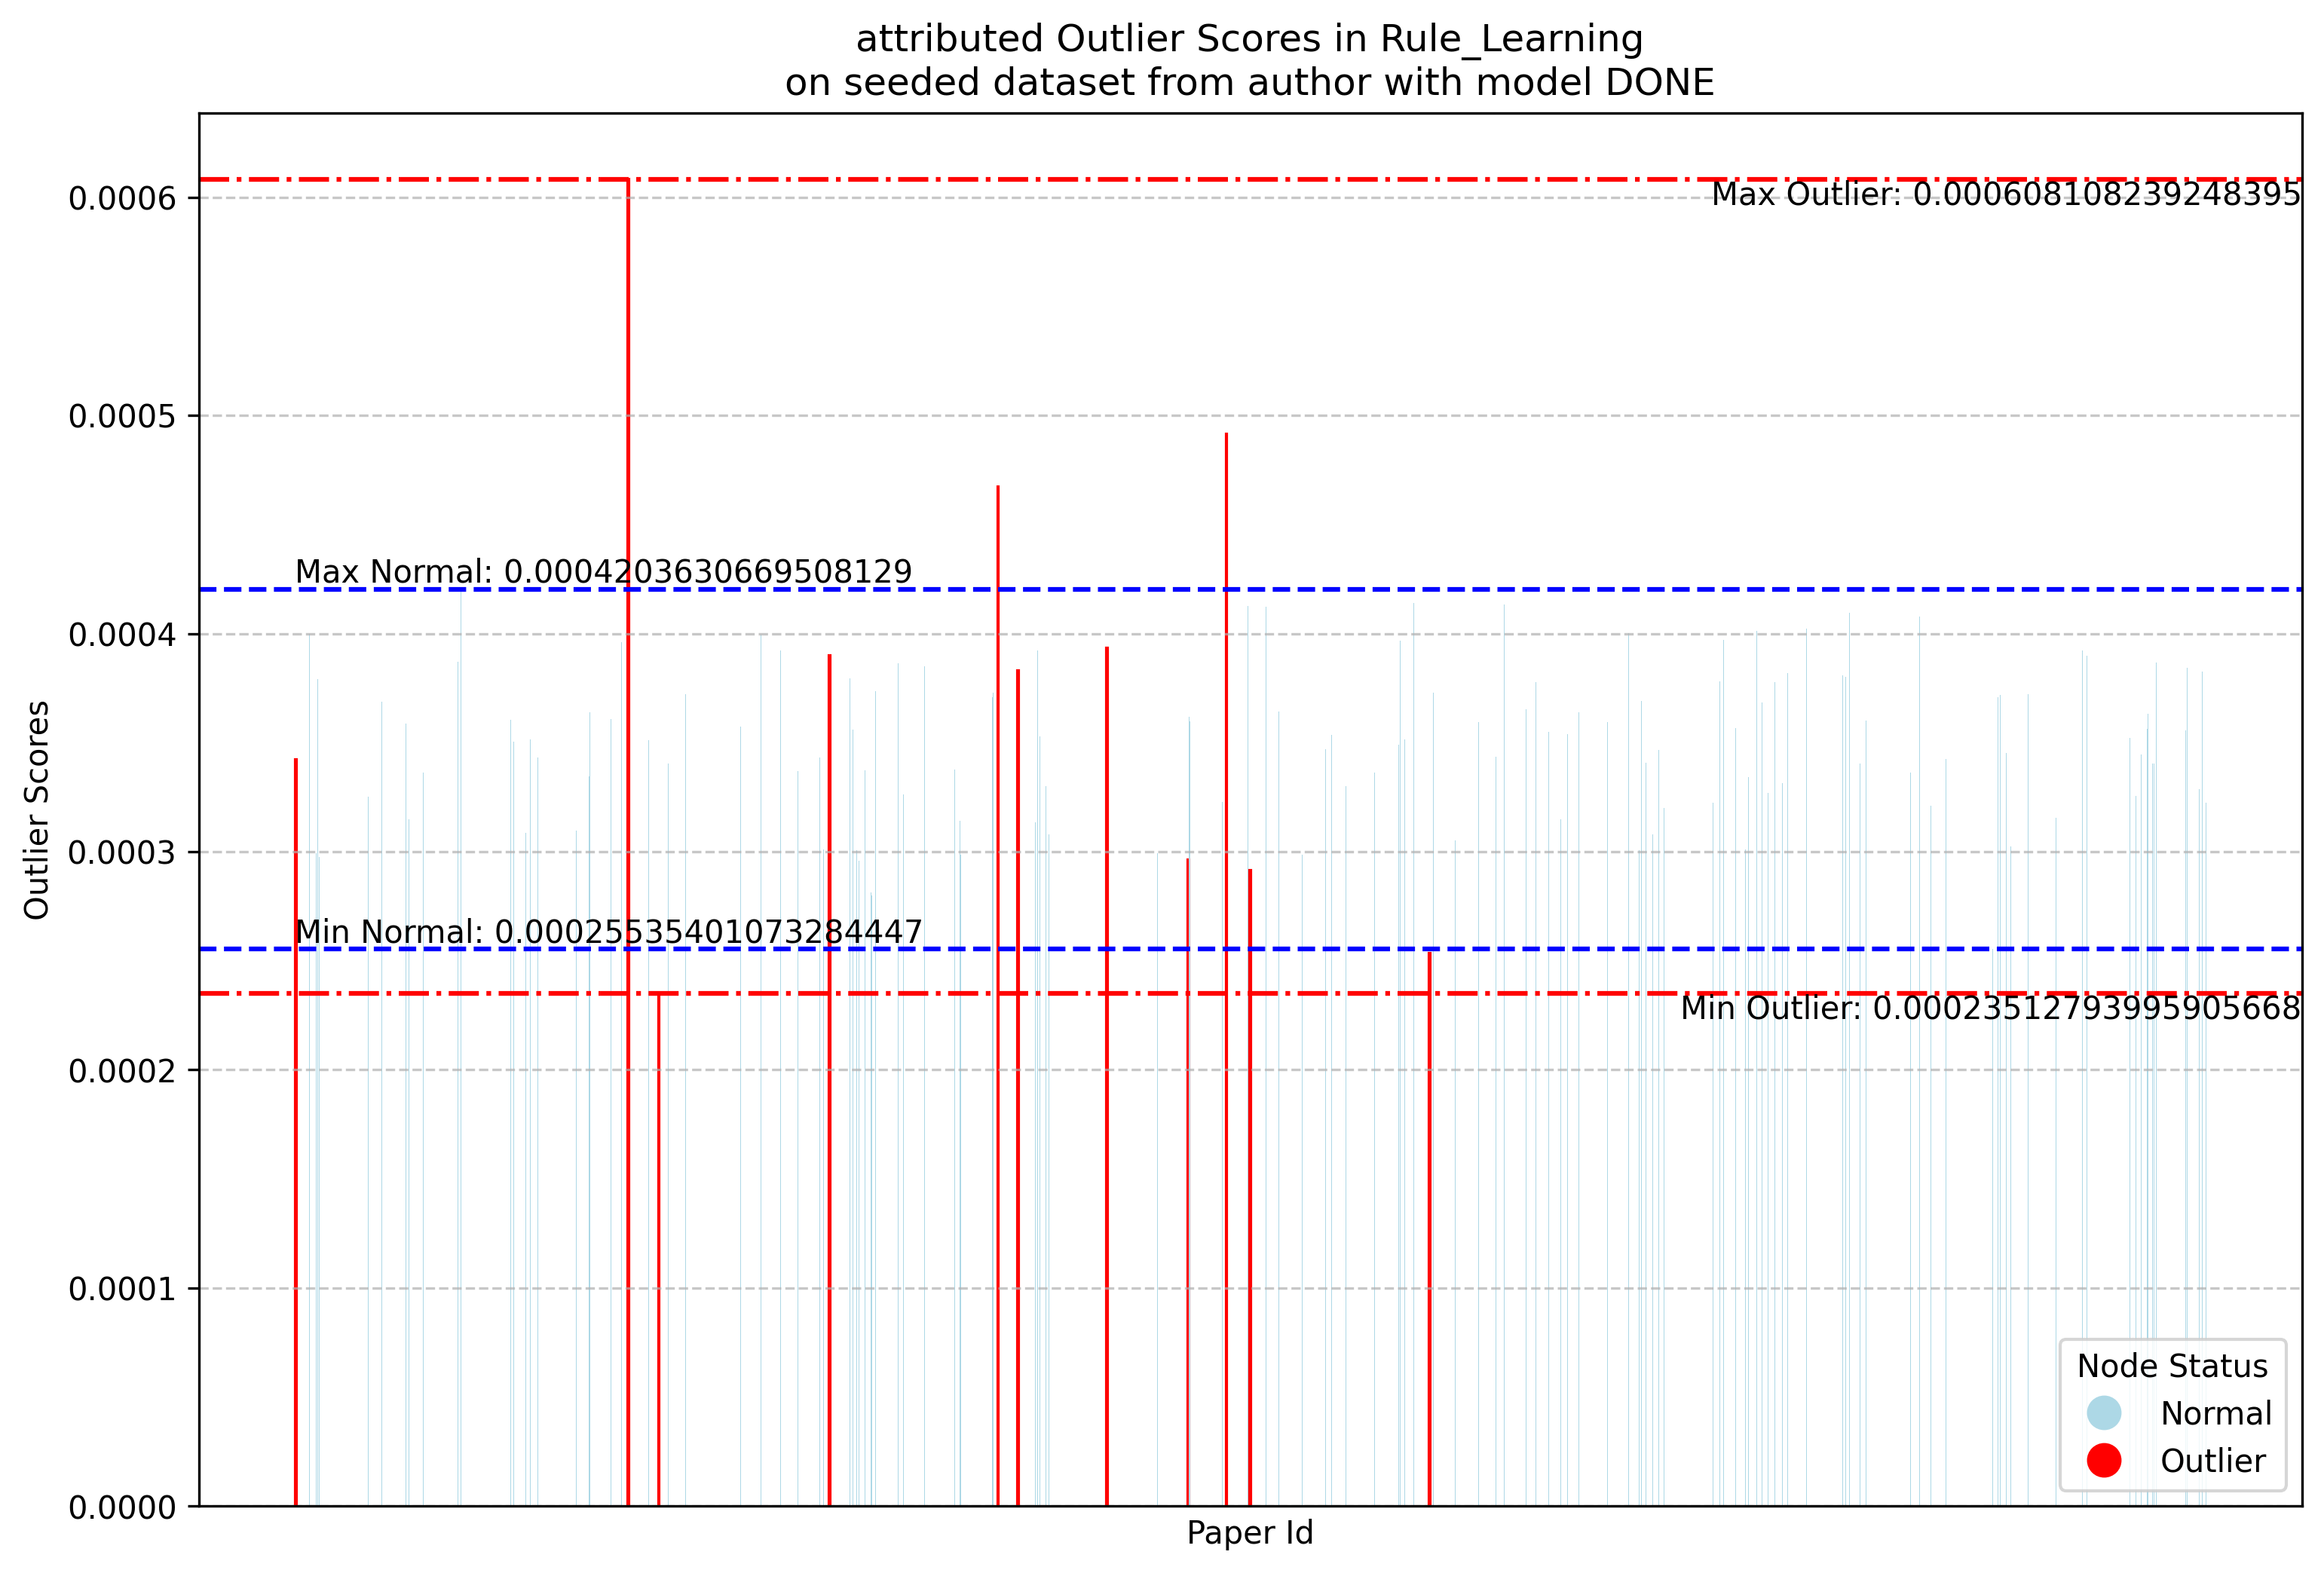 attributed Outlier Scores in Rule_Learning
on seeded dataset from author with model DONE
Outlier Scores
0.0006
0.0005
0.0004
0.0003
0.0002
0.0001
0.0000
Max Outlier: 0.000608108239248395
Max Normal: 0.0004203630669508129
Min Normal: 0.00025535401073284447
Min Outlier: 0.00023512793995905668
Paper Id
Node Status
Normal
Outlier